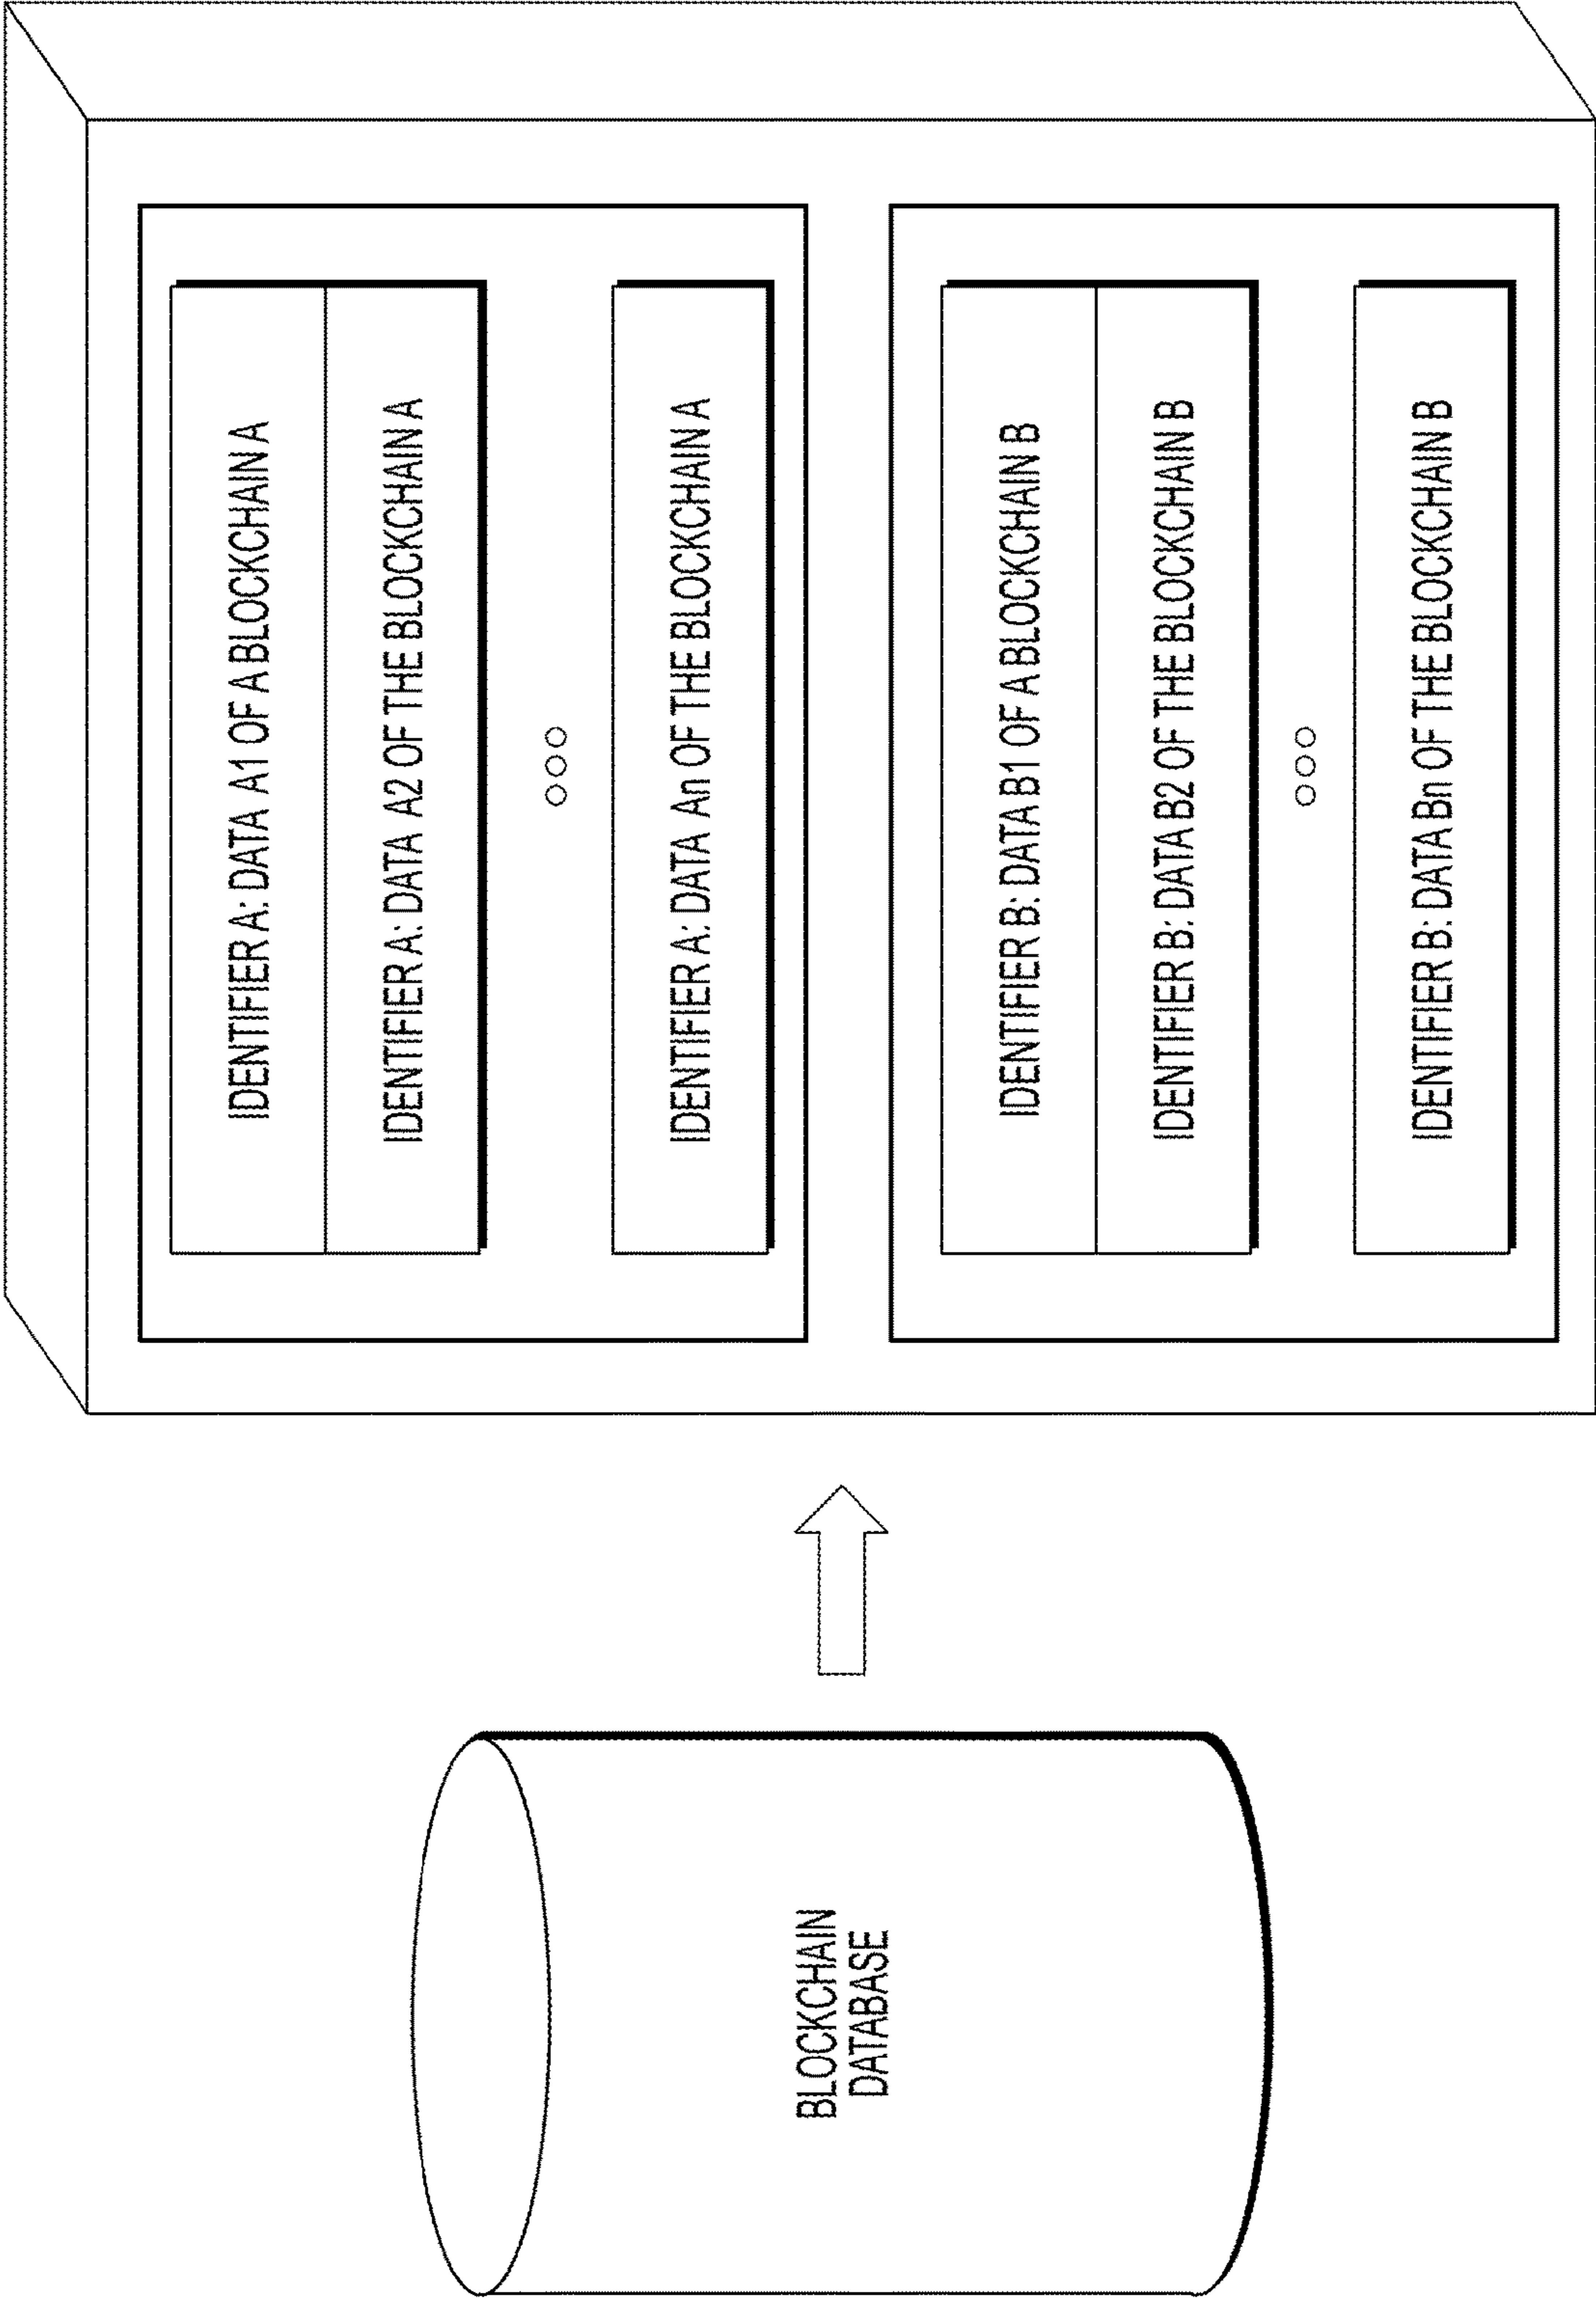 BLOCKCHAIN
DATABASE
IDENTIFIER A: DATA A1 OF A BLOCKCHAIN A
IDENTIFIER A: DATA A2 OF THE BLOCKCHAIN A
IDENTIFIER A: DATA An OF THE BLOCKCHAIN A
IDENTIFIER B: DATA B1 OF A BLOCKCHAIN B
IDENTIFIER B: DATA B2 OF THE BLOCKCHAIN B
IDENTIFIER B: DATA Bn OF THE BLOCKCHAIN B